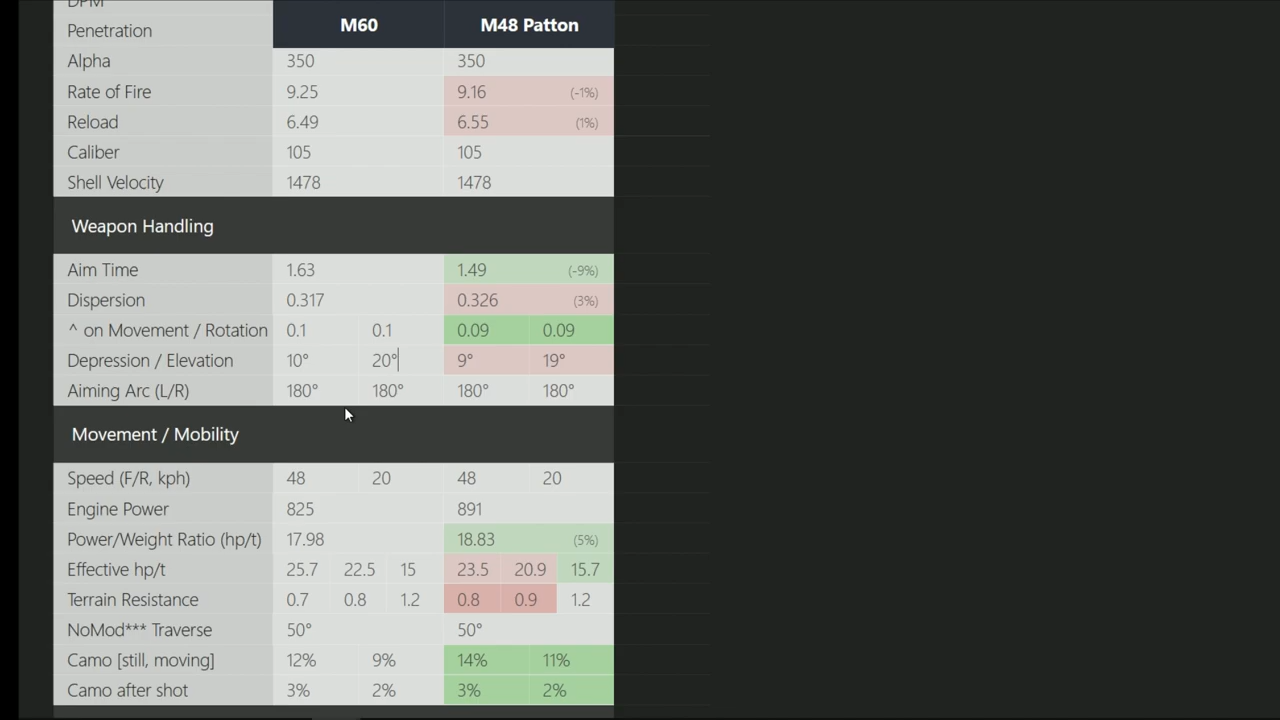 DPM
M60 M48 Patton
Penetration
Alpha 350 350
Rate of Fire 9.25 9.16 (-1%)
Reload 6.49 6.55 (1%)
Caliber 105 105
Shell Velocity 1478 1478
Weapon Handling
Aim Time 1.63 1.49 (-9%)
Dispersion 0.317 0.326 (3%)
^ on Movement / Rotation 0.1 0.1 0.09 0.09
Depression / Elevation 10° 20° 9° 19°
Aiming Arc (L/R) 180° 180° 180° 180°
Movement / Mobility
Speed (F/R, kph) 48 20 48 20
Engine Power 825 891
Power/Weight Ratio (hp/t) 17.98 18.83 (5%)
Effective hp/t 25.7 22.5 15 23.5 20.9 15.7
Terrain Resistance 0.7 0.8 1.2 0.8 0.9 1.2
NoMod*** Traverse 50° 50°
Camo [still, moving] 12% 9% 14% 11%
Camo after shot 3% 2% 3% 2%